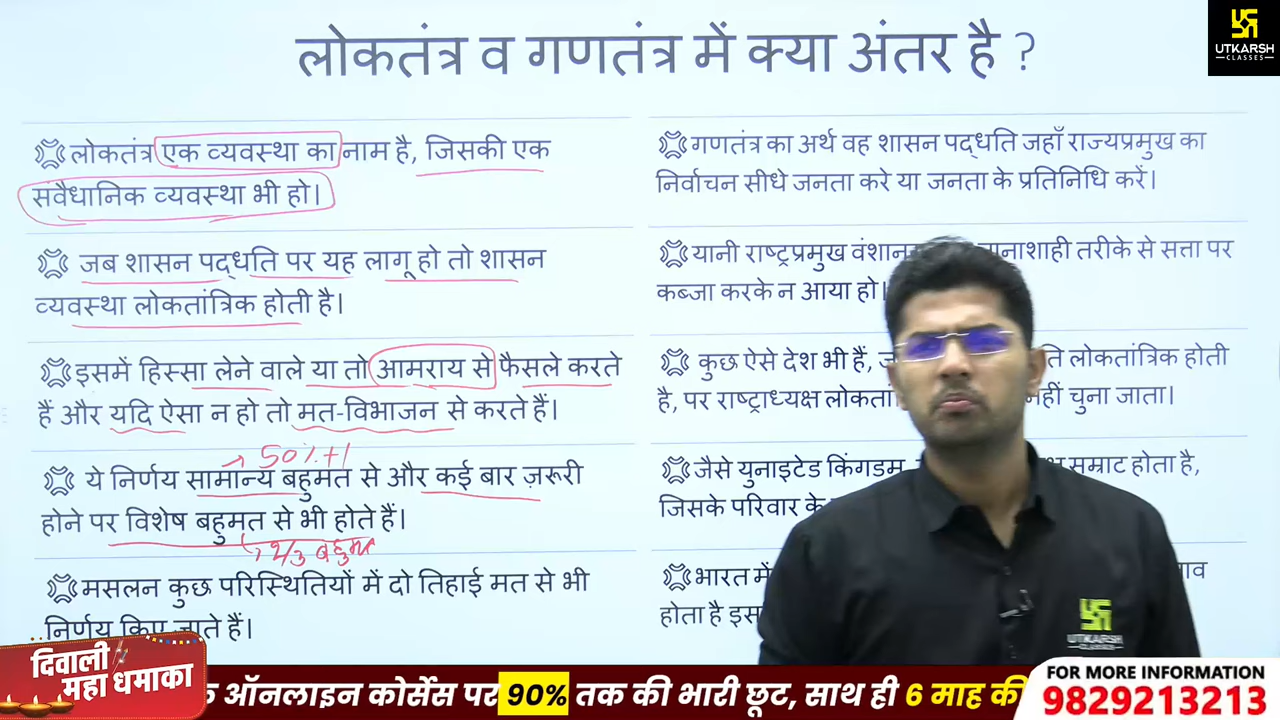 लोकतंत्र व गणतंत्र में क्या अंतर है ?
UTKARSH
CLASSES
लोकतंत्र एक व्यवस्था का नाम है, जिसकी एक
संवैधानिक व्यवस्था भी हो।
जब शासन पद्धति पर यह लागू हो तो शासन
व्यवस्था लोकतांत्रिक होती है।
इसमें हिस्सा लेने वाले या तो आमराय से फैसले करते
हैं और यदि ऐसा न हो तो मत-विभाजन से करते हैं।
50%+1
ये निर्णय सामान्य बहुमत से और कई बार ज़रूरी
होने पर विशेष बहुमत से भी होते हैं।
2/3 बहुमत
मसलन कुछ परिस्थितियों में दो तिहाई मत से भी
निर्णय किए जाते हैं।
गणतंत्र का अर्थ वह शासन पद्धति जहाँ राज्यप्रमुख का
निर्वाचन सीधे जनता करे या जनता के प्रतिनिधि करें।
यानी राष्ट्रप्रमुख तरीके से सत्ता पर
कब्जा करके न आया हो।
कुछ ऐसे देश भी हैं, लोकतांत्रिक होती
है, पर राष्ट्राध्यक्ष नहीं चुना जाता।
जैसे युनाइटेड किंगडम सम्राट होता है,
जिसके परिवार के
भारत में
होता है
UTKARSH
CLASSES
दिवाली
महा धमाका
ऑनलाइन कोर्सेस पर 90% तक की भारी छूट, साथ ही 6 माह की
FOR MORE INFORMATION
9829213213